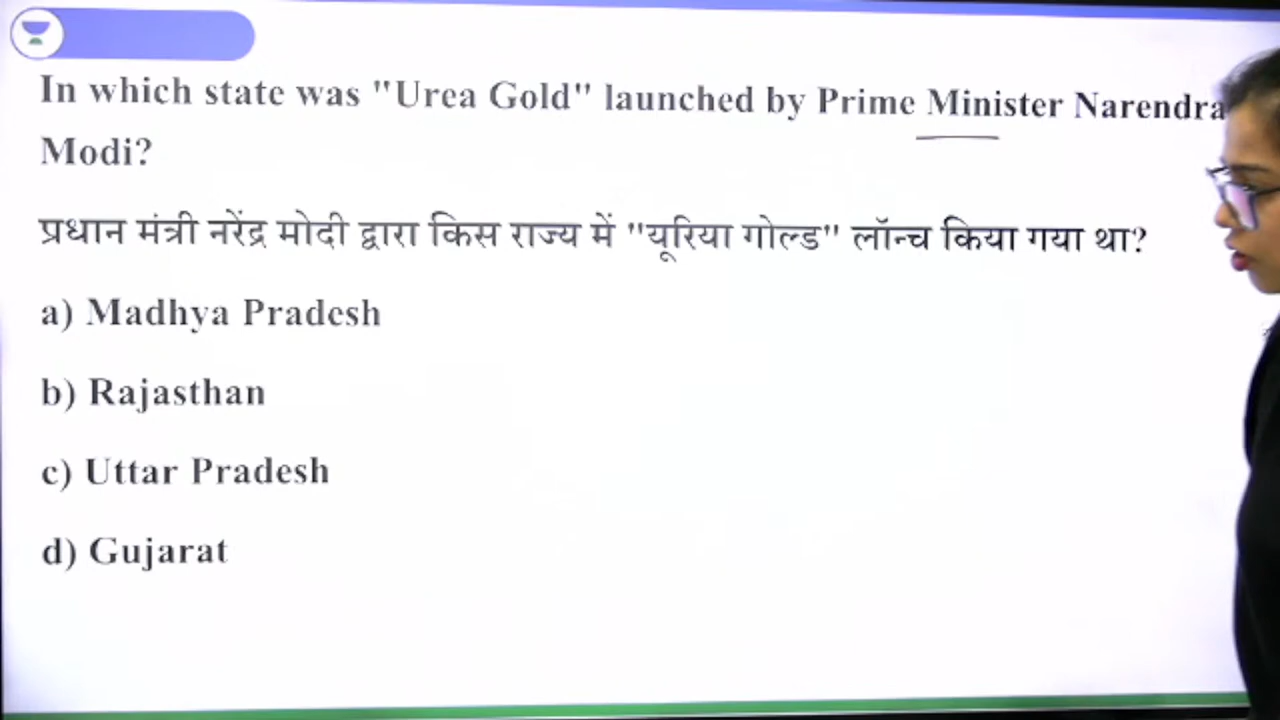 In which state was "Urea Gold" launched by Prime Minister Narendra
Modi?
प्रधान मंत्री नरेंद्र मोदी द्वारा किस राज्य में "यूरिया गोल्ड" लॉन्च किया गया था?
a) Madhya Pradesh
b) Rajasthan
c) Uttar Pradesh
d) Gujarat